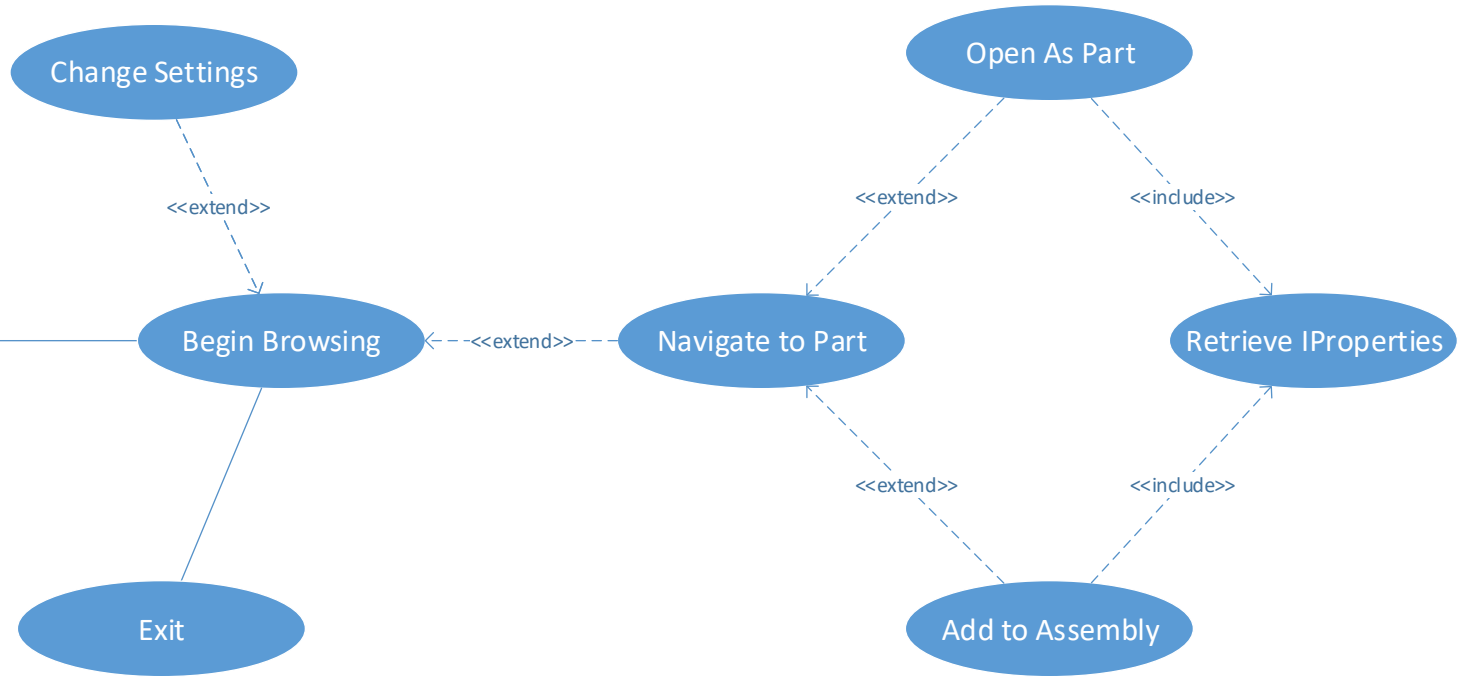 Open As Part
Change Settings
<<extend>>
<<include>>
<<extend>>
Begin Browsing
<<extend>>
Navigate to Part
Retrieve IProperties
<<extend>>
<<include>>
Exit
Add to Assembly